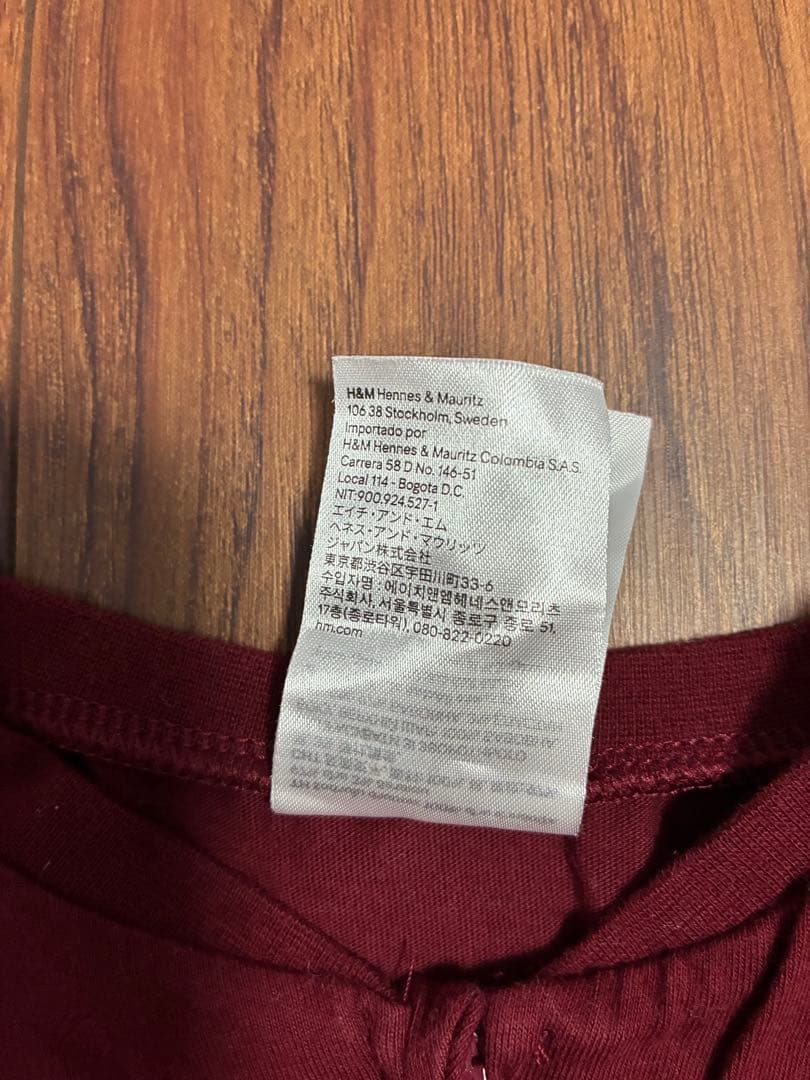 H&M Hennes & Mauritz
106 38 Stockholm, Sweden
Importado por
H&M Hennes & Mauritz Colombia S.A.S.
Carrera 58 D No. 146-51
Local 114 - Bogota D.C.
NIT:900.924.527-1
エイチ・アンド・エム
ヘネス・アンド・マウリッツ
ジャパン株式会社
東京都渋谷区宇田川町33-6
수입자명 : 에이치앤엠헤네스앤모리츠
주식회사, 서울특별시 종로구 종로 51,
17층(종로타워), 080-822-0220
hm.com